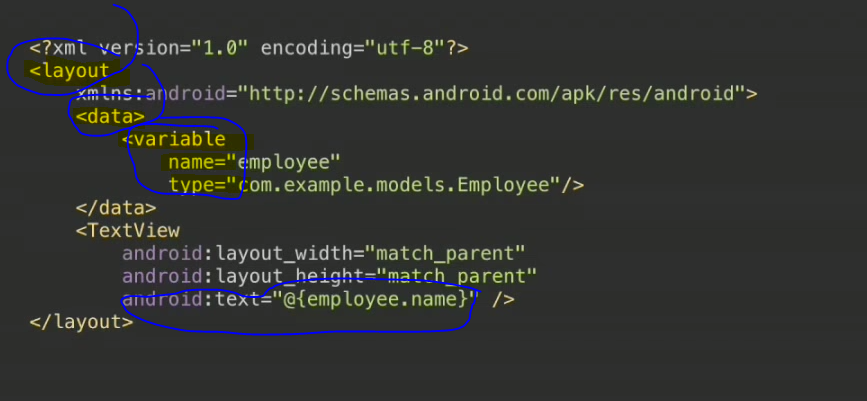 <?xml version="1.0" encoding="utf-8"?>
<layout
xmlns:android="http://schemas.android.com/apk/res/android">
<data>
<variable
name="employee"
type="com.example.models.Employee"/>
</data>
<TextView
android:layout_width="match_parent"
android:layout_height="match_parent"
android:text="@{employee.name}" />
</layout>